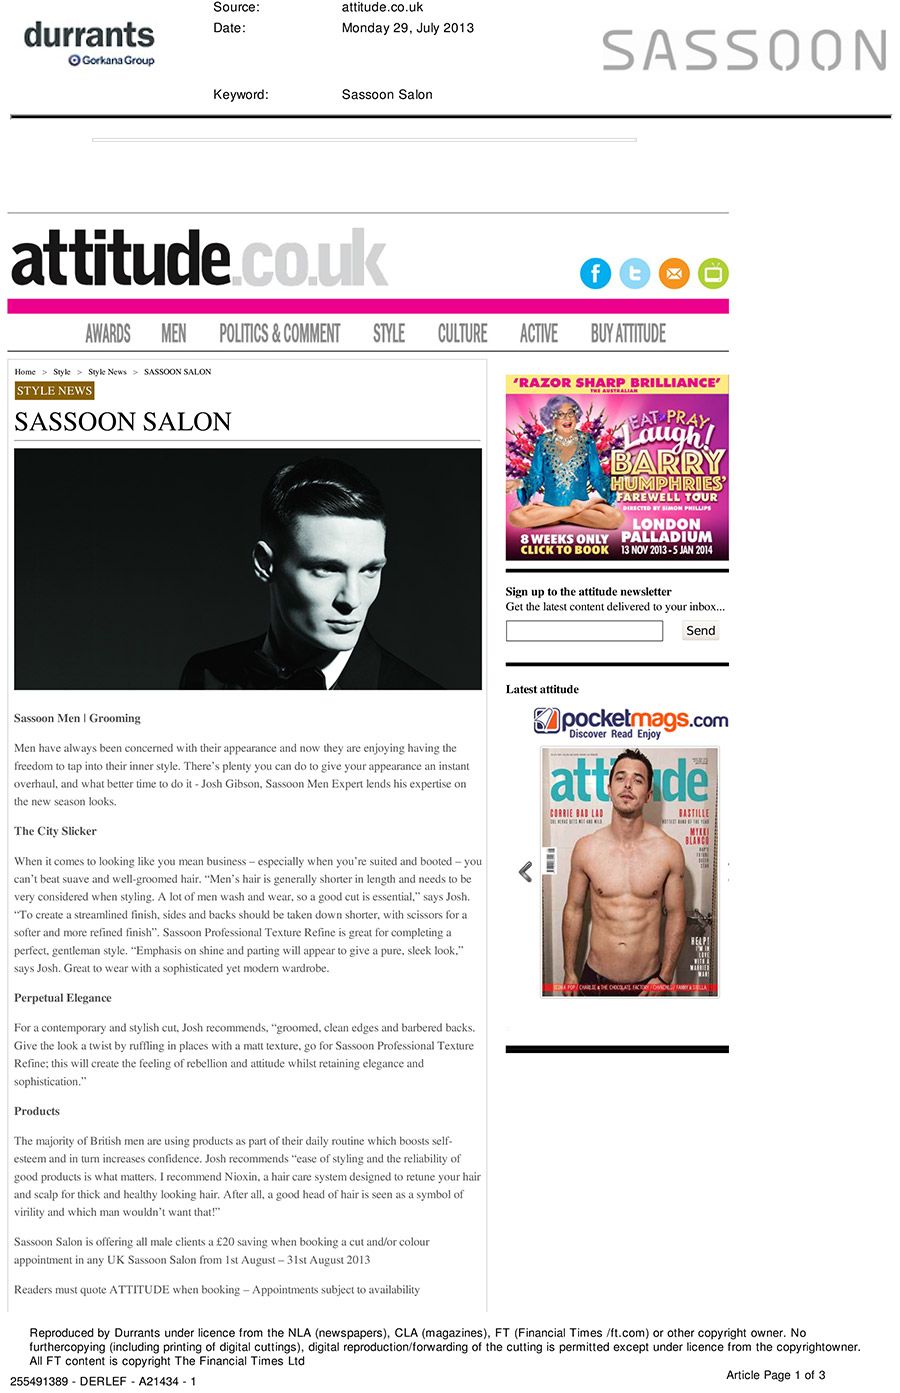 durrants
Gorkana Group
Source: attitude.co.uk
Date: Monday 29, July 2013
Keyword: Sassoon Salon
SASSOON
attitude.co.uk
AWARDS MEN POLITICS & COMMENT STYLE CULTURE ACTIVE BUY ATTITUDE
Home > Style > Style News > SASSOON SALON
STYLE NEWS
SASSOON SALON
Sassoon Men | Grooming
Men have always been concerned with their appearance and now they are enjoying having the
freedom to tap into their inner style. There’s plenty you can do to give your appearance an instant
overhaul, and what better time to do it - Josh Gibson, Sassoon Men Expert lends his expertise on
the new season looks.
The City Slicker
When it comes to looking like you mean business – especially when you’re suited and booted – you
can’t beat suave and well-groomed hair. “Men’s hair is generally shorter in length and needs to be
very considered when styling. A lot of men wash and wear, so a good cut is essential,” says Josh.
“To create a streamlined finish, sides and backs should be taken down shorter, with scissors for a
softer and more refined finish”. Sassoon Professional Texture Refine is great for completing a
perfect, gentleman style. “Emphasis on shine and parting will appear to give a pure, sleek look,”
says Josh. Great to wear with a sophisticated yet modern wardrobe.
Perpetual Elegance
For a contemporary and stylish cut, Josh recommends, “groomed, clean edges and barbered backs.
Give the look a twist by ruffling in places with a matt texture, go for Sassoon Professional Texture
Refine; this will create the feeling of rebellion and attitude whilst retaining elegance and
sophistication.”
Products
The majority of British men are using products as part of their daily routine which boosts self-
esteem and in turn increases confidence. Josh recommends “ease of styling and the reliability of
good products is what matters. I recommend Nioxin, a hair care system designed to retune your hair
and scalp for thick and healthy looking hair. After all, a good head of hair is seen as a symbol of
virility and which man wouldn’t want that!”
Sassoon Salon is offering all male clients a £20 saving when booking a cut and/or colour
appointment in any UK Sassoon Salon from 1st August – 31st August 2013
Readers must quote ATTITUDE when booking – Appointments subject to availability
‘RAZOR SHARP BRILLIANCE’
THE AUSTRALIAN
EAT PRAY
Laugh!
BARRY
HUMPHRIES’
FAREWELL TOUR
DIRECTED BY SIMON PHILLIPS
LONDON
PALLADIUM
13 NOV 2013 - 5 JAN 2014
8 WEEKS ONLY
CLICK TO BOOK
Sign up to the attitude newsletter
Get the latest content delivered to your inbox...
Send
Latest attitude
pocketmags.com
Discover Read Enjoy
attitude
CORRIE BAD LAD
BASTILLE
HOTTEST BAND OF THE YEAR
MYKKI
BLANCO
HELP!
I'M IN
LOVE
WITH A
MARRIED
MAN!
Reproduced by Durrants under licence from the NLA (newspapers), CLA (magazines), FT (Financial Times /ft.com) or other copyright owner. No
furthercopying (including printing of digital cuttings), digital reproduction/forwarding of the cutting is permitted except under licence from the copyrightowner.
All FT content is copyright The Financial Times Ltd
255491389 - DERLEF - A21434 - 1
Article Page 1 of 3